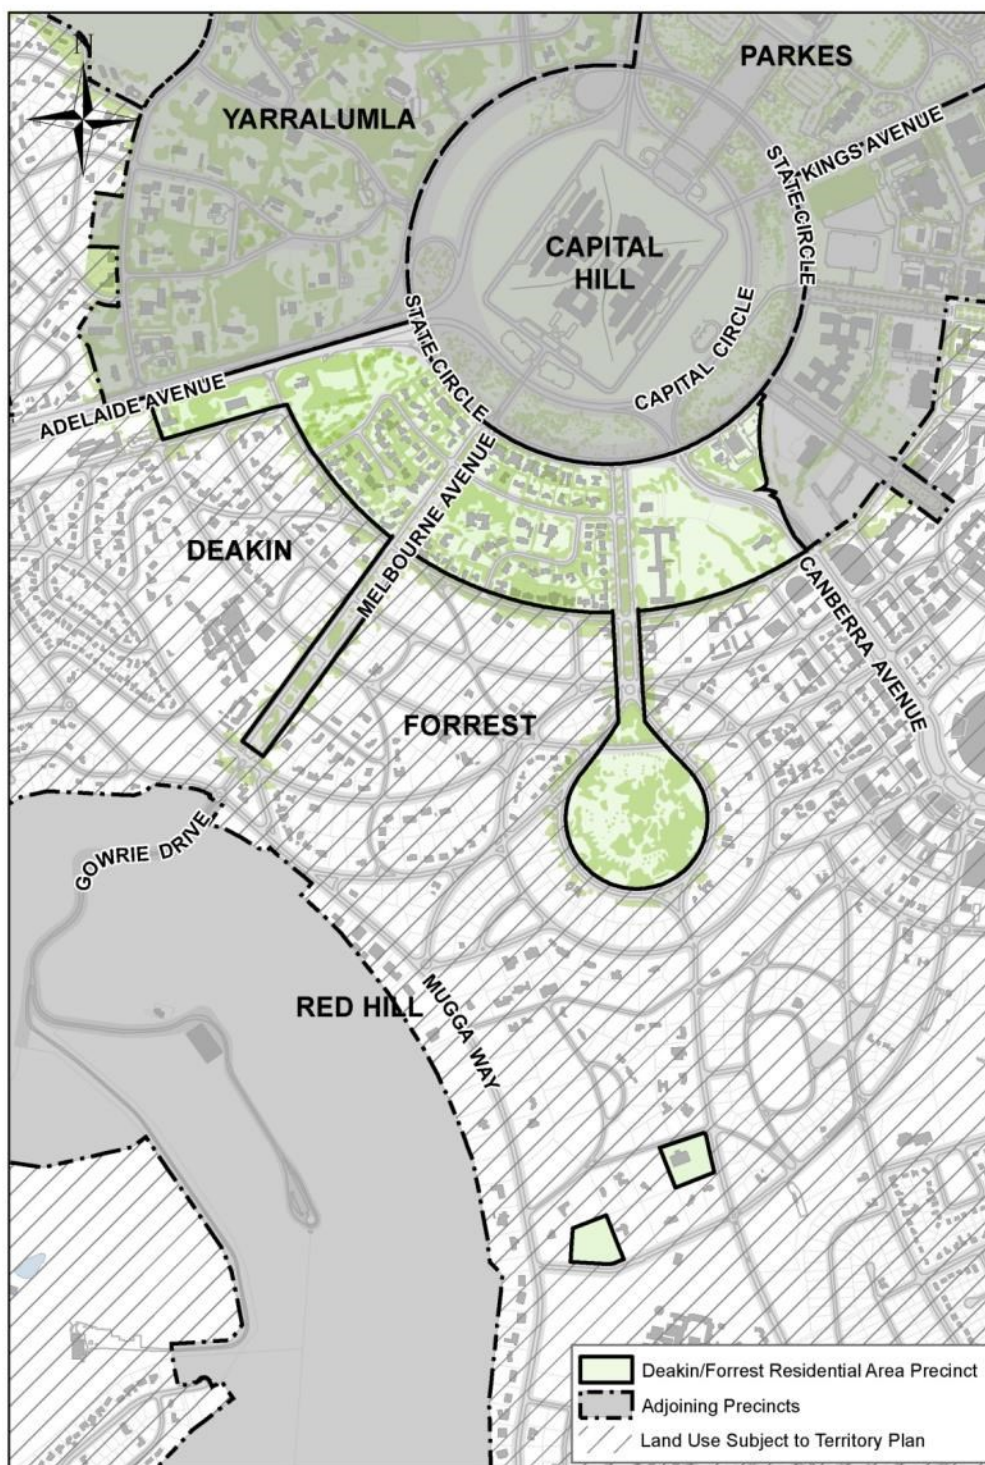 N
PARKES
YARRALUMLA
KINGS AVENUE
STATE CIRCLE
CAPITAL
HILL
STATE CIRCLE
CAPITAL CIRCLE
ADELAIDE AVENUE
MELBOURNE AVENUE
DEAKIN
CANBERRA AVENUE
FORREST
GOWRIE DRIVE
RED HILL
MUGGA WAY
Deakin/Forrest Residential Area Precinct
Adjoining Precincts
Land Use Subject to Territory Plan